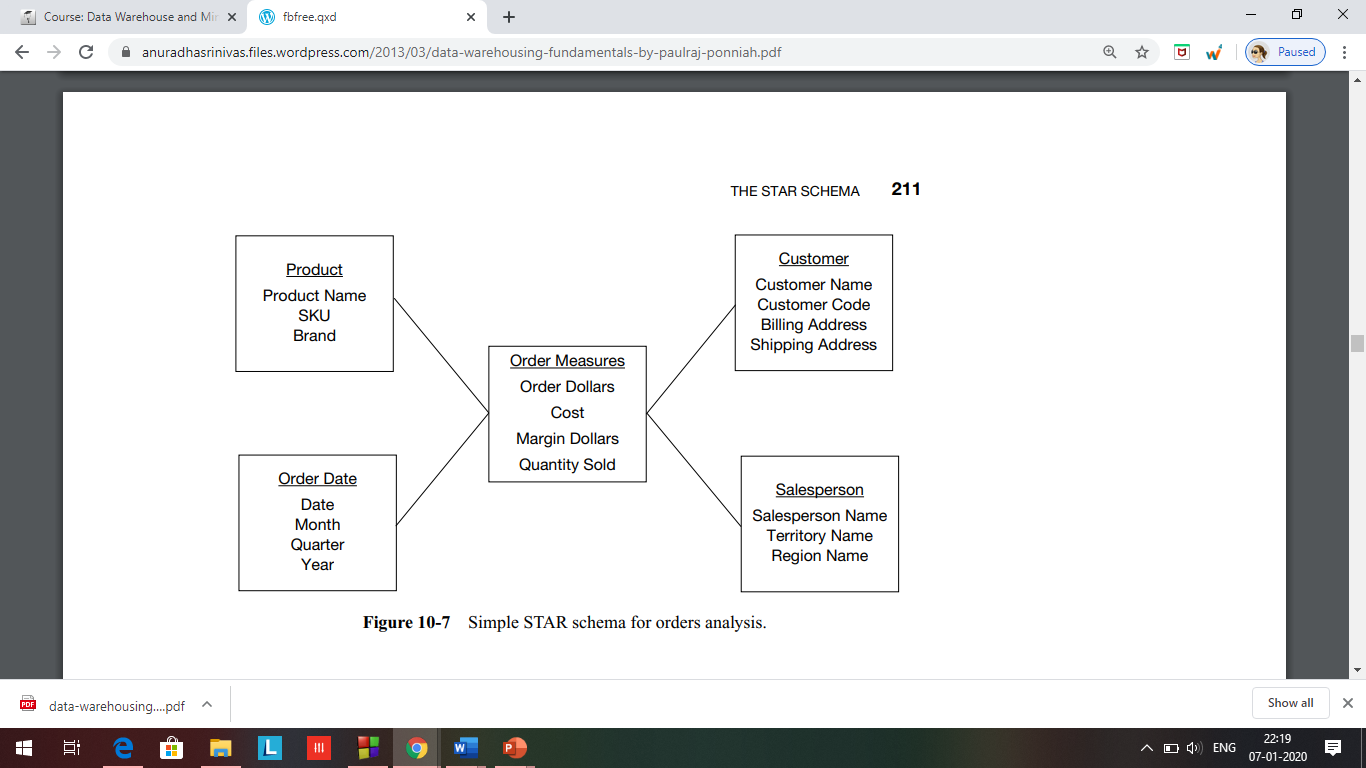 Course: Data Warehouse and Min
fbfree.qxd
anuradhasrinivas.files.wordpress.com/2013/03/data-warehousing-fundamentals-by-paulraj-ponniah.pdf
Paused
THE STAR SCHEMA 211
Product
Product Name
SKU
Brand
Customer
Customer Name
Customer Code
Billing Address
Shipping Address
Order Measures
Order Dollars
Cost
Margin Dollars
Quantity Sold
Order Date
Date
Month
Quarter
Year
Salesperson
Salesperson Name
Territory Name
Region Name
Figure 10-7 Simple STAR schema for orders analysis.
PDF
data-warehousing....pdf
Show all
L
W
P
ENG
22:19
07-01-2020